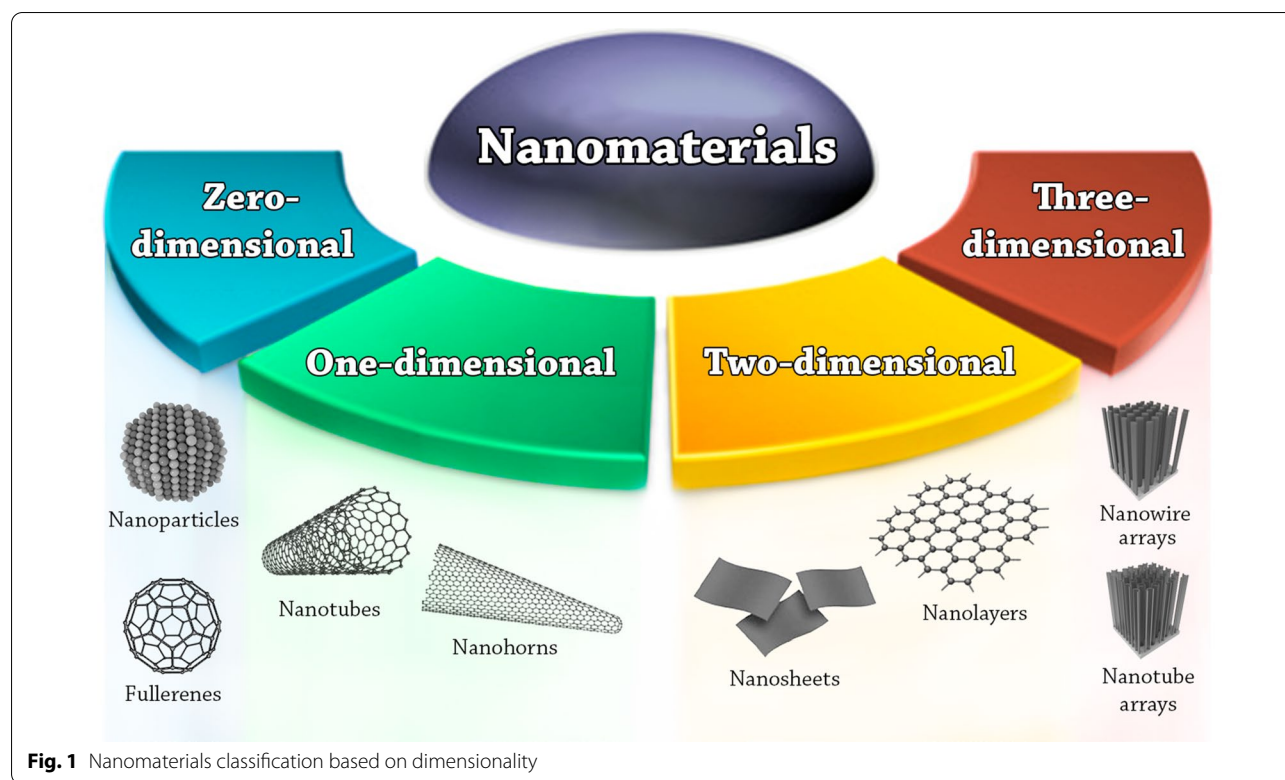 Nanomaterials
Zero-
dimensional
One-dimensional
Two-dimensional
Three-
dimensional
Nanoparticles
Fullerenes
Nanotubes
Nanohorns
Nanosheets
Nanolayers
Nanowire
arrays
Nanotube
arrays
Fig. 1 Nanomaterials classification based on dimensionality